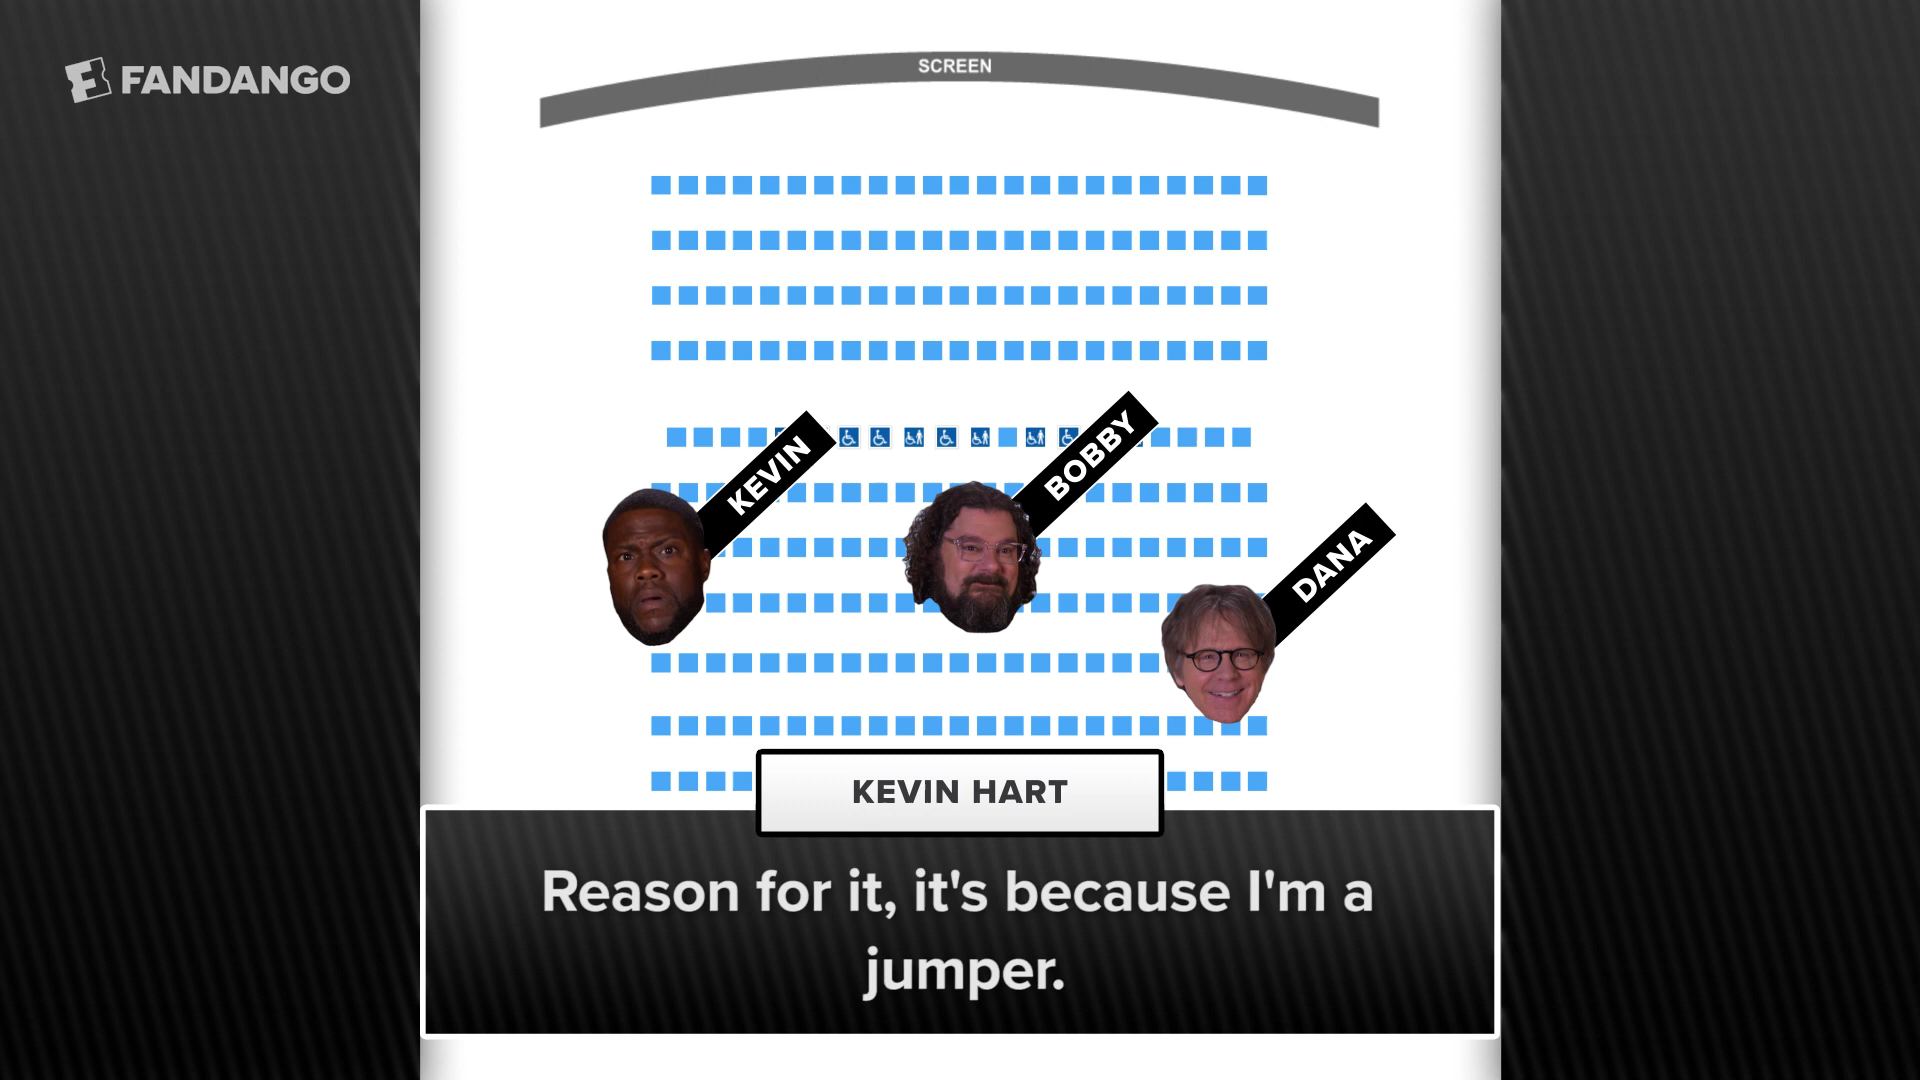 FANDANGO
SCREEN
KEVIN
BOBBY
DANA
KEVIN HART
Reason for it, it's because I'm a
jumper.